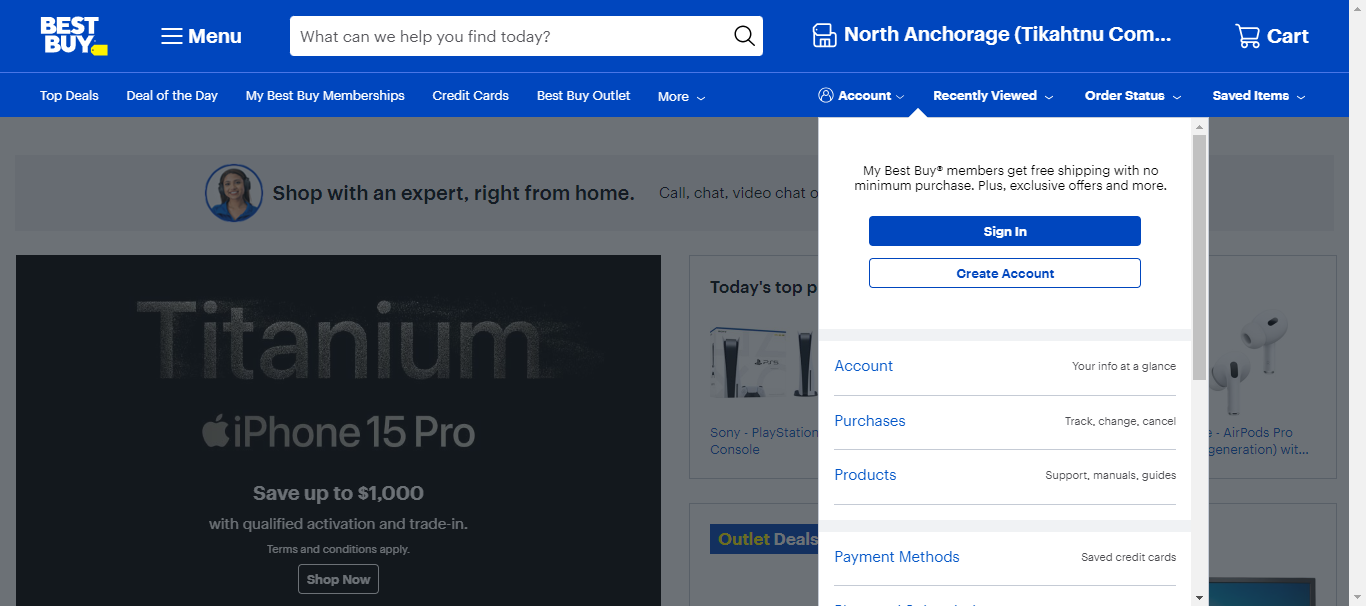 BEST
BUY
Menu
What can we help you find today?
North Anchorage (Tikahtnu Com...
Cart
Top Deals
Deal of the Day
My Best Buy Memberships
Credit Cards
Best Buy Outlet
More
Account
Recently Viewed
Order Status
Saved Items
Shop with an expert, right from home.
Call, chat, video chat o
My Best Buy® members get free shipping with no
minimum purchase. Plus, exclusive offers and more.
Sign In
Create Account
Account
Your info at a glance
Purchases
Track, change, cancel
Products
Support, manuals, guides
Payment Methods
Saved credit cards
Titanium
iPhone 15 Pro
Save up to $1,000
with qualified activation and trade-in.
Terms and conditions apply.
Shop Now
Today's top p
Sony - PlayStation
Console
e - AirPods Pro
generation) wit...
Outlet Deals